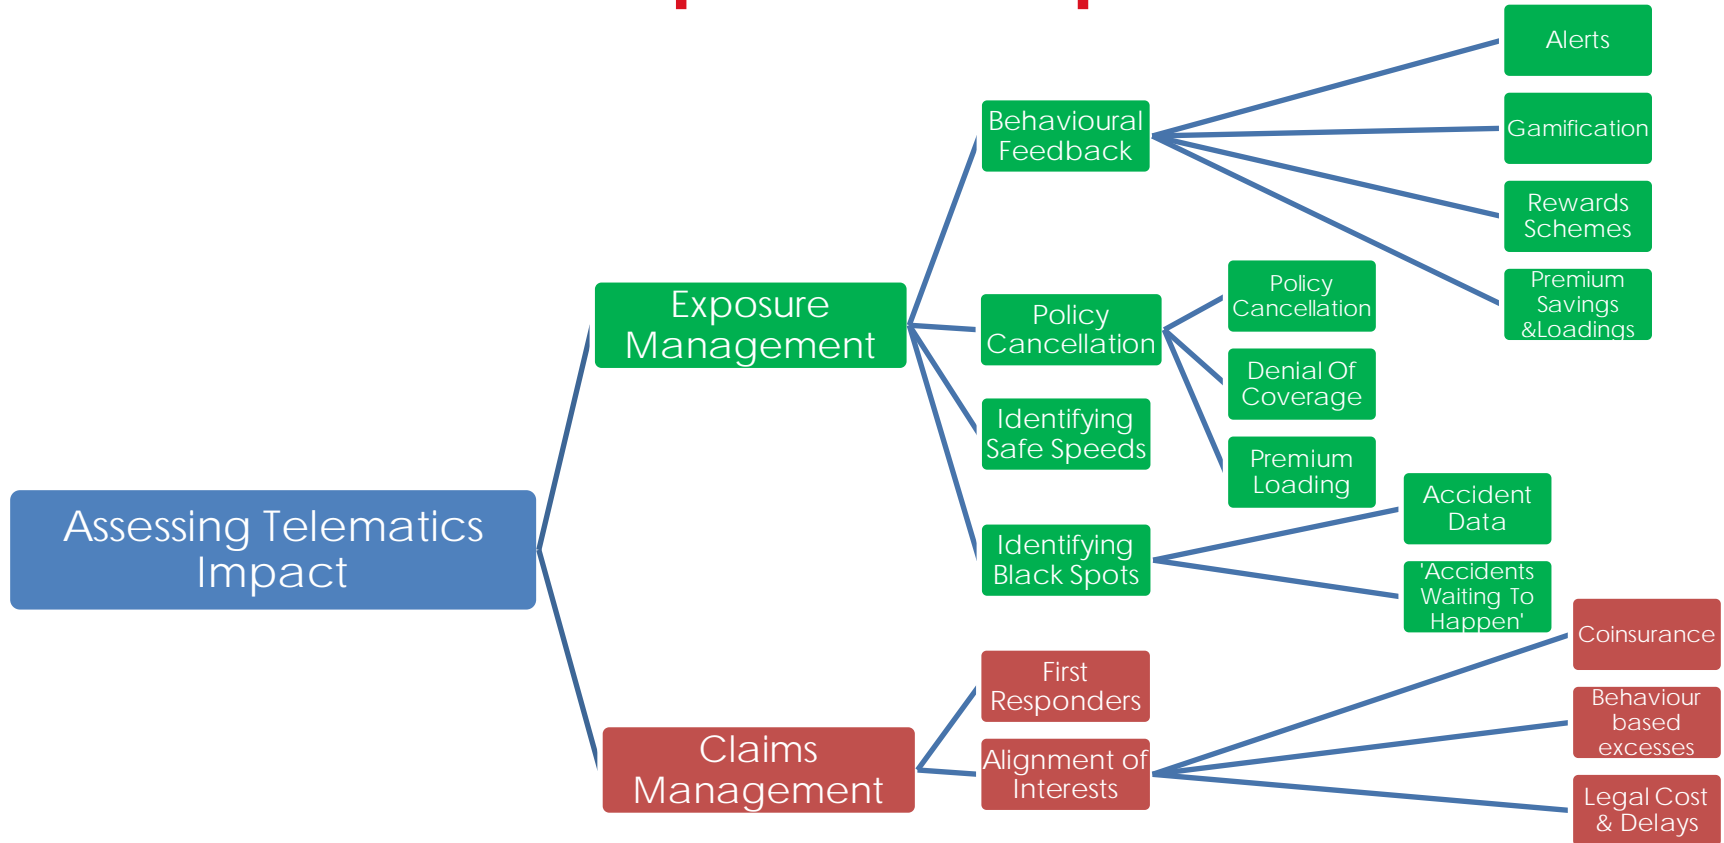 Alerts
Behavioural
Feedback
Gamification
Rewards
Schemes
Premium
Savings
&Loadings
Exposure
Management
Policy
Cancellation
Policy
Cancellation
Denial Of
Coverage
Premium
Loading
Identifying
Safe Speeds
Identifying
Black Spots
Accident
Data
'Accidents
Waiting To
Happen'
Assessing Telematics
Impact
Claims
Management
First
Responders
Alignment of
Interests
Coinsurance
Behaviour
based
excesses
Legal Cost
& Delays